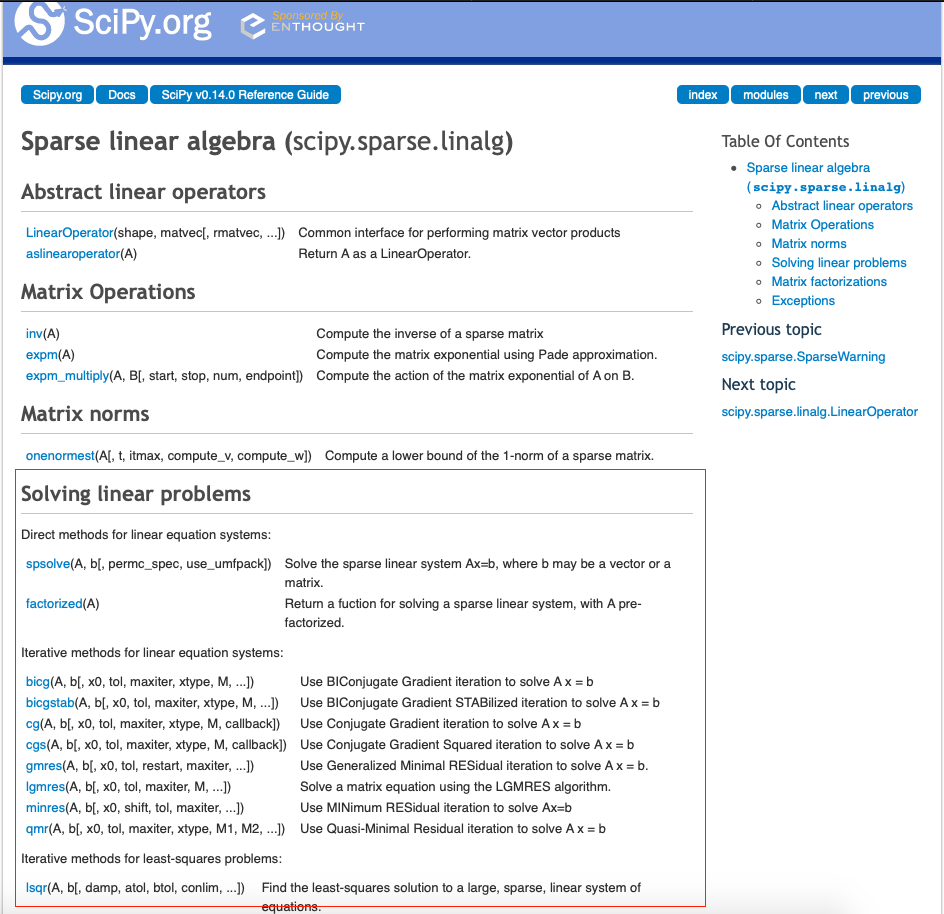 SciPy.org
Sponsored By
ENTHOUGHT
Scipy.org Docs SciPy v0.14.0 Reference Guide index modules next previous
Sparse linear algebra (scipy.sparse.linalg)
Abstract linear operators
LinearOperator(shape, matvec[, rmatvec, ...]) Common interface for performing matrix vector products
aslinearoperator(A) Return A as a LinearOperator.
Matrix Operations
inv(A) Compute the inverse of a sparse matrix
expm(A) Compute the matrix exponential using Pade approximation.
expm_multiply(A, B[, start, stop, num, endpoint]) Compute the action of the matrix exponential of A on B.
Matrix norms
onenormest(A[, t, itmax, compute_v, compute_w]) Compute a lower bound of the 1-norm of a sparse matrix.
Solving linear problems
Direct methods for linear equation systems:
spsolve(A, b[, permc_spec, use_umfpack]) Solve the sparse linear system Ax=b, where b may be a vector or a
matrix.
factorized(A) Return a fuction for solving a sparse linear system, with A pre-
factorized.
Iterative methods for linear equation systems:
bicg(A, b[, x0, tol, maxiter, xtype, M, ...]) Use BIConjugate Gradient iteration to solve A x = b
bicgstab(A, b[, x0, tol, maxiter, xtype, M, ...]) Use BIConjugate Gradient STABilized iteration to solve A x = b
cg(A, b[, x0, tol, maxiter, xtype, M, callback]) Use Conjugate Gradient iteration to solve A x = b
cgs(A, b[, x0, tol, maxiter, xtype, M, callback]) Use Conjugate Gradient Squared iteration to solve A x = b
gmres(A, b[, x0, tol, restart, maxiter, ...]) Use Generalized Minimal RESidual iteration to solve A x = b.
lgmres(A, b[, x0, tol, maxiter, M, ...]) Solve a matrix equation using the LGMRES algorithm.
minres(A, b[, x0, shift, tol, maxiter, ...]) Use MINimum RESidual iteration to solve Ax=b
qmr(A, b[, x0, tol, maxiter, xtype, M1, M2, ...]) Use Quasi-Minimal Residual iteration to solve A x = b
Iterative methods for least-squares problems:
lsqr(A, b[, damp, atol, btol, conlim, ...]) Find the least-squares solution to a large, sparse, linear system of
equations.
Table Of Contents
Sparse linear algebra
(scipy.sparse.linalg)
Abstract linear operators
Matrix Operations
Matrix norms
Solving linear problems
Matrix factorizations
Exceptions
Previous topic
scipy.sparse.SparseWarning
Next topic
scipy.sparse.linalg.LinearOperator